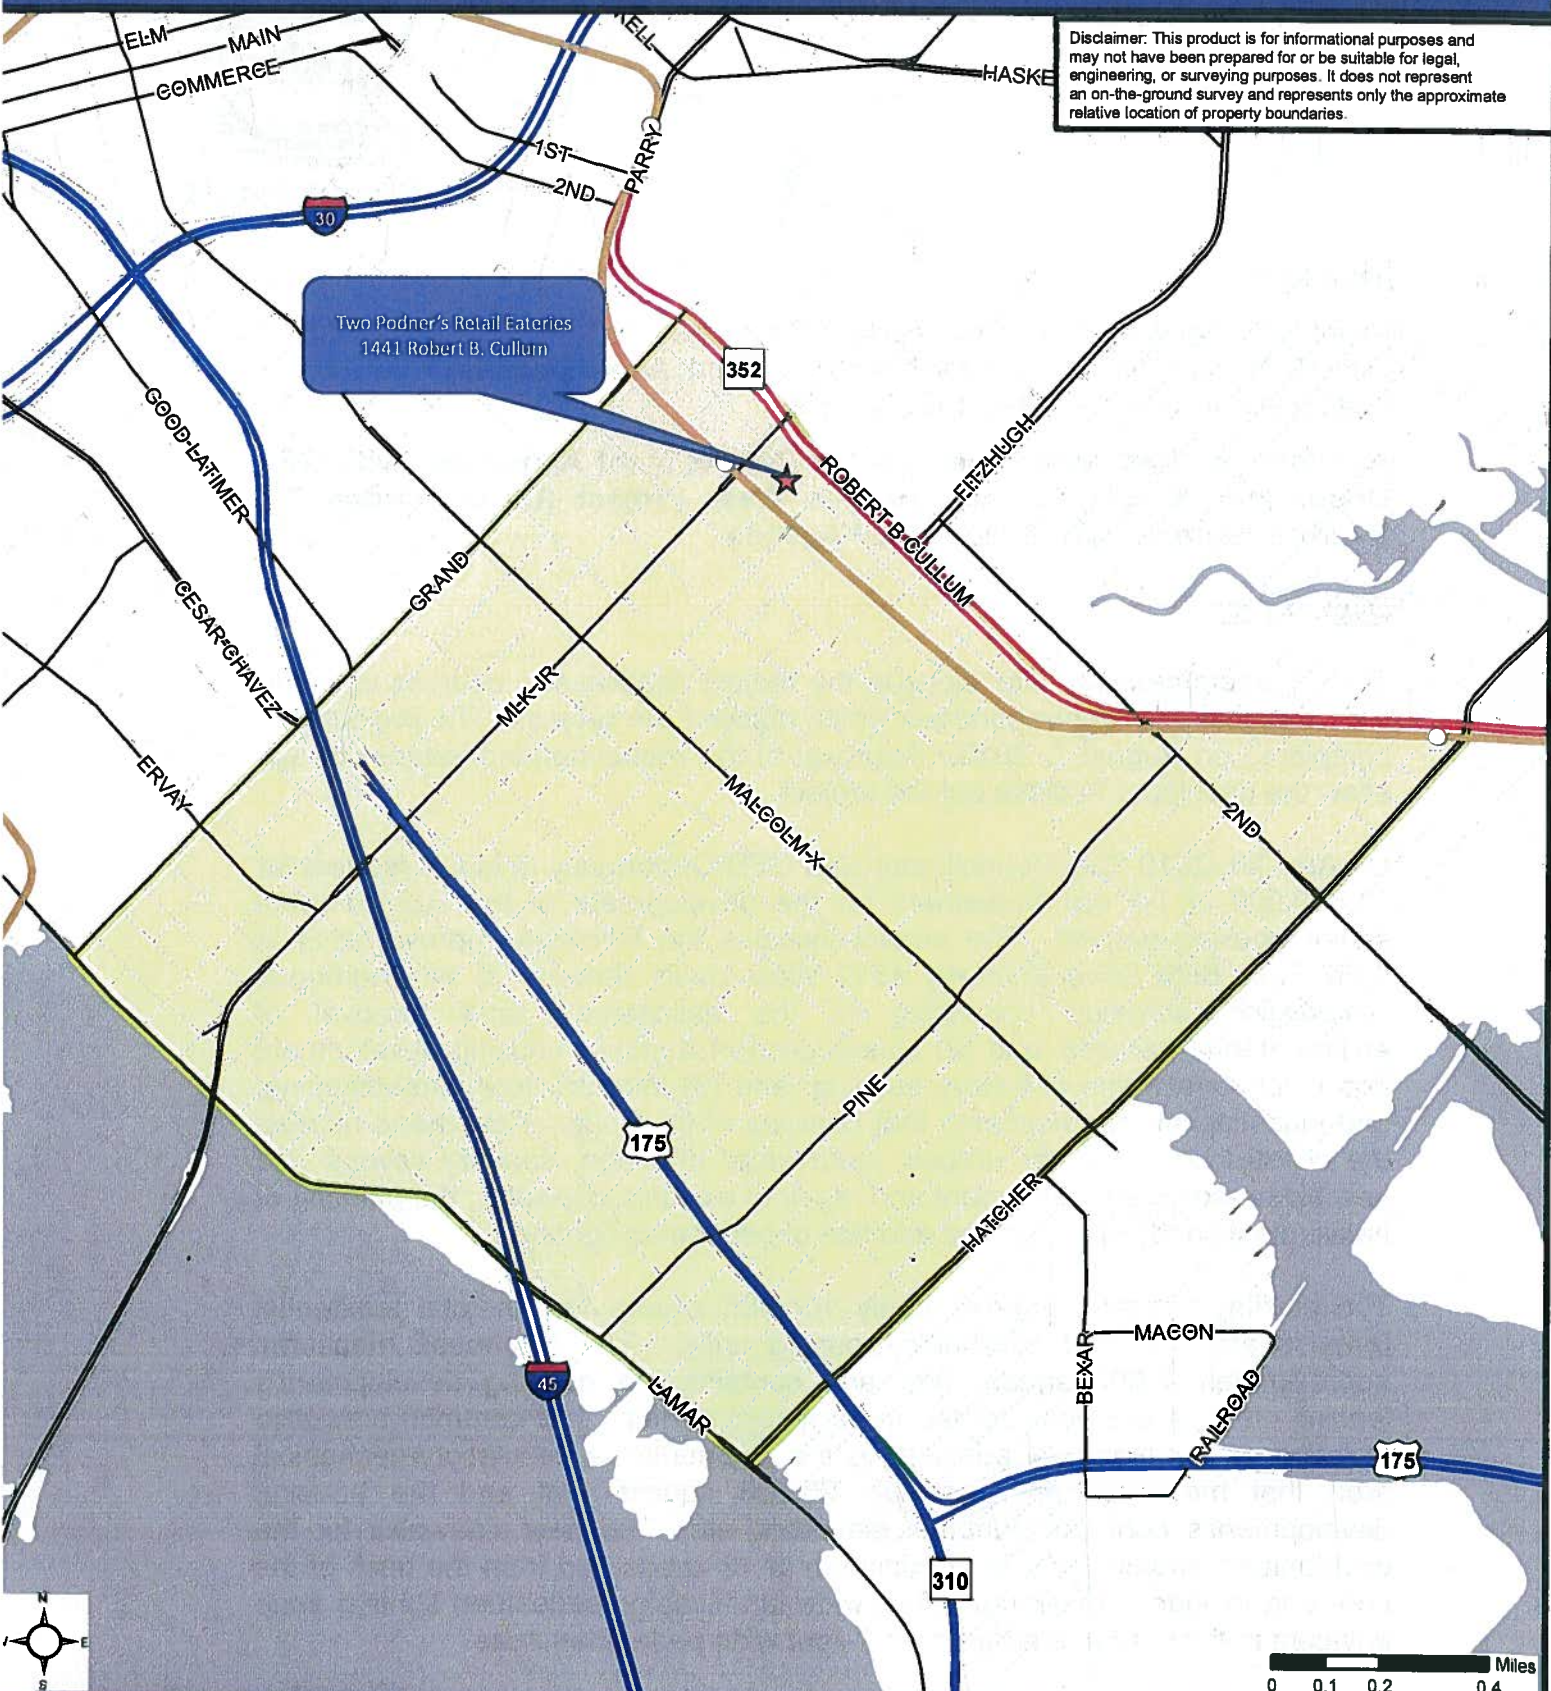 Disclaimer: This product is for informational purposes and
may not have been prepared for or be suitable for legal,
engineering, or surveying purposes. It does not represent
an on-the-ground survey and represents only the approximate
relative location of property boundaries.
ELM
MAIN
COMMERCE
1ST
2ND
PARRY
30
Two Podner's Retail Eateries
1441 Robert B. Cullum
352
GOOD-LATIMER
FITZHUGH
ROBERT B CULLUM
GRAND
CESAR CHAVEZ
MLK JR
ERVAY
MALCOLM X
2ND
PINE
175
HATCHER
BEXAR
MACON
RAILROAD
45
LAMAR
175
310
N
E
S
Miles
0 0.1 0.2 0.4